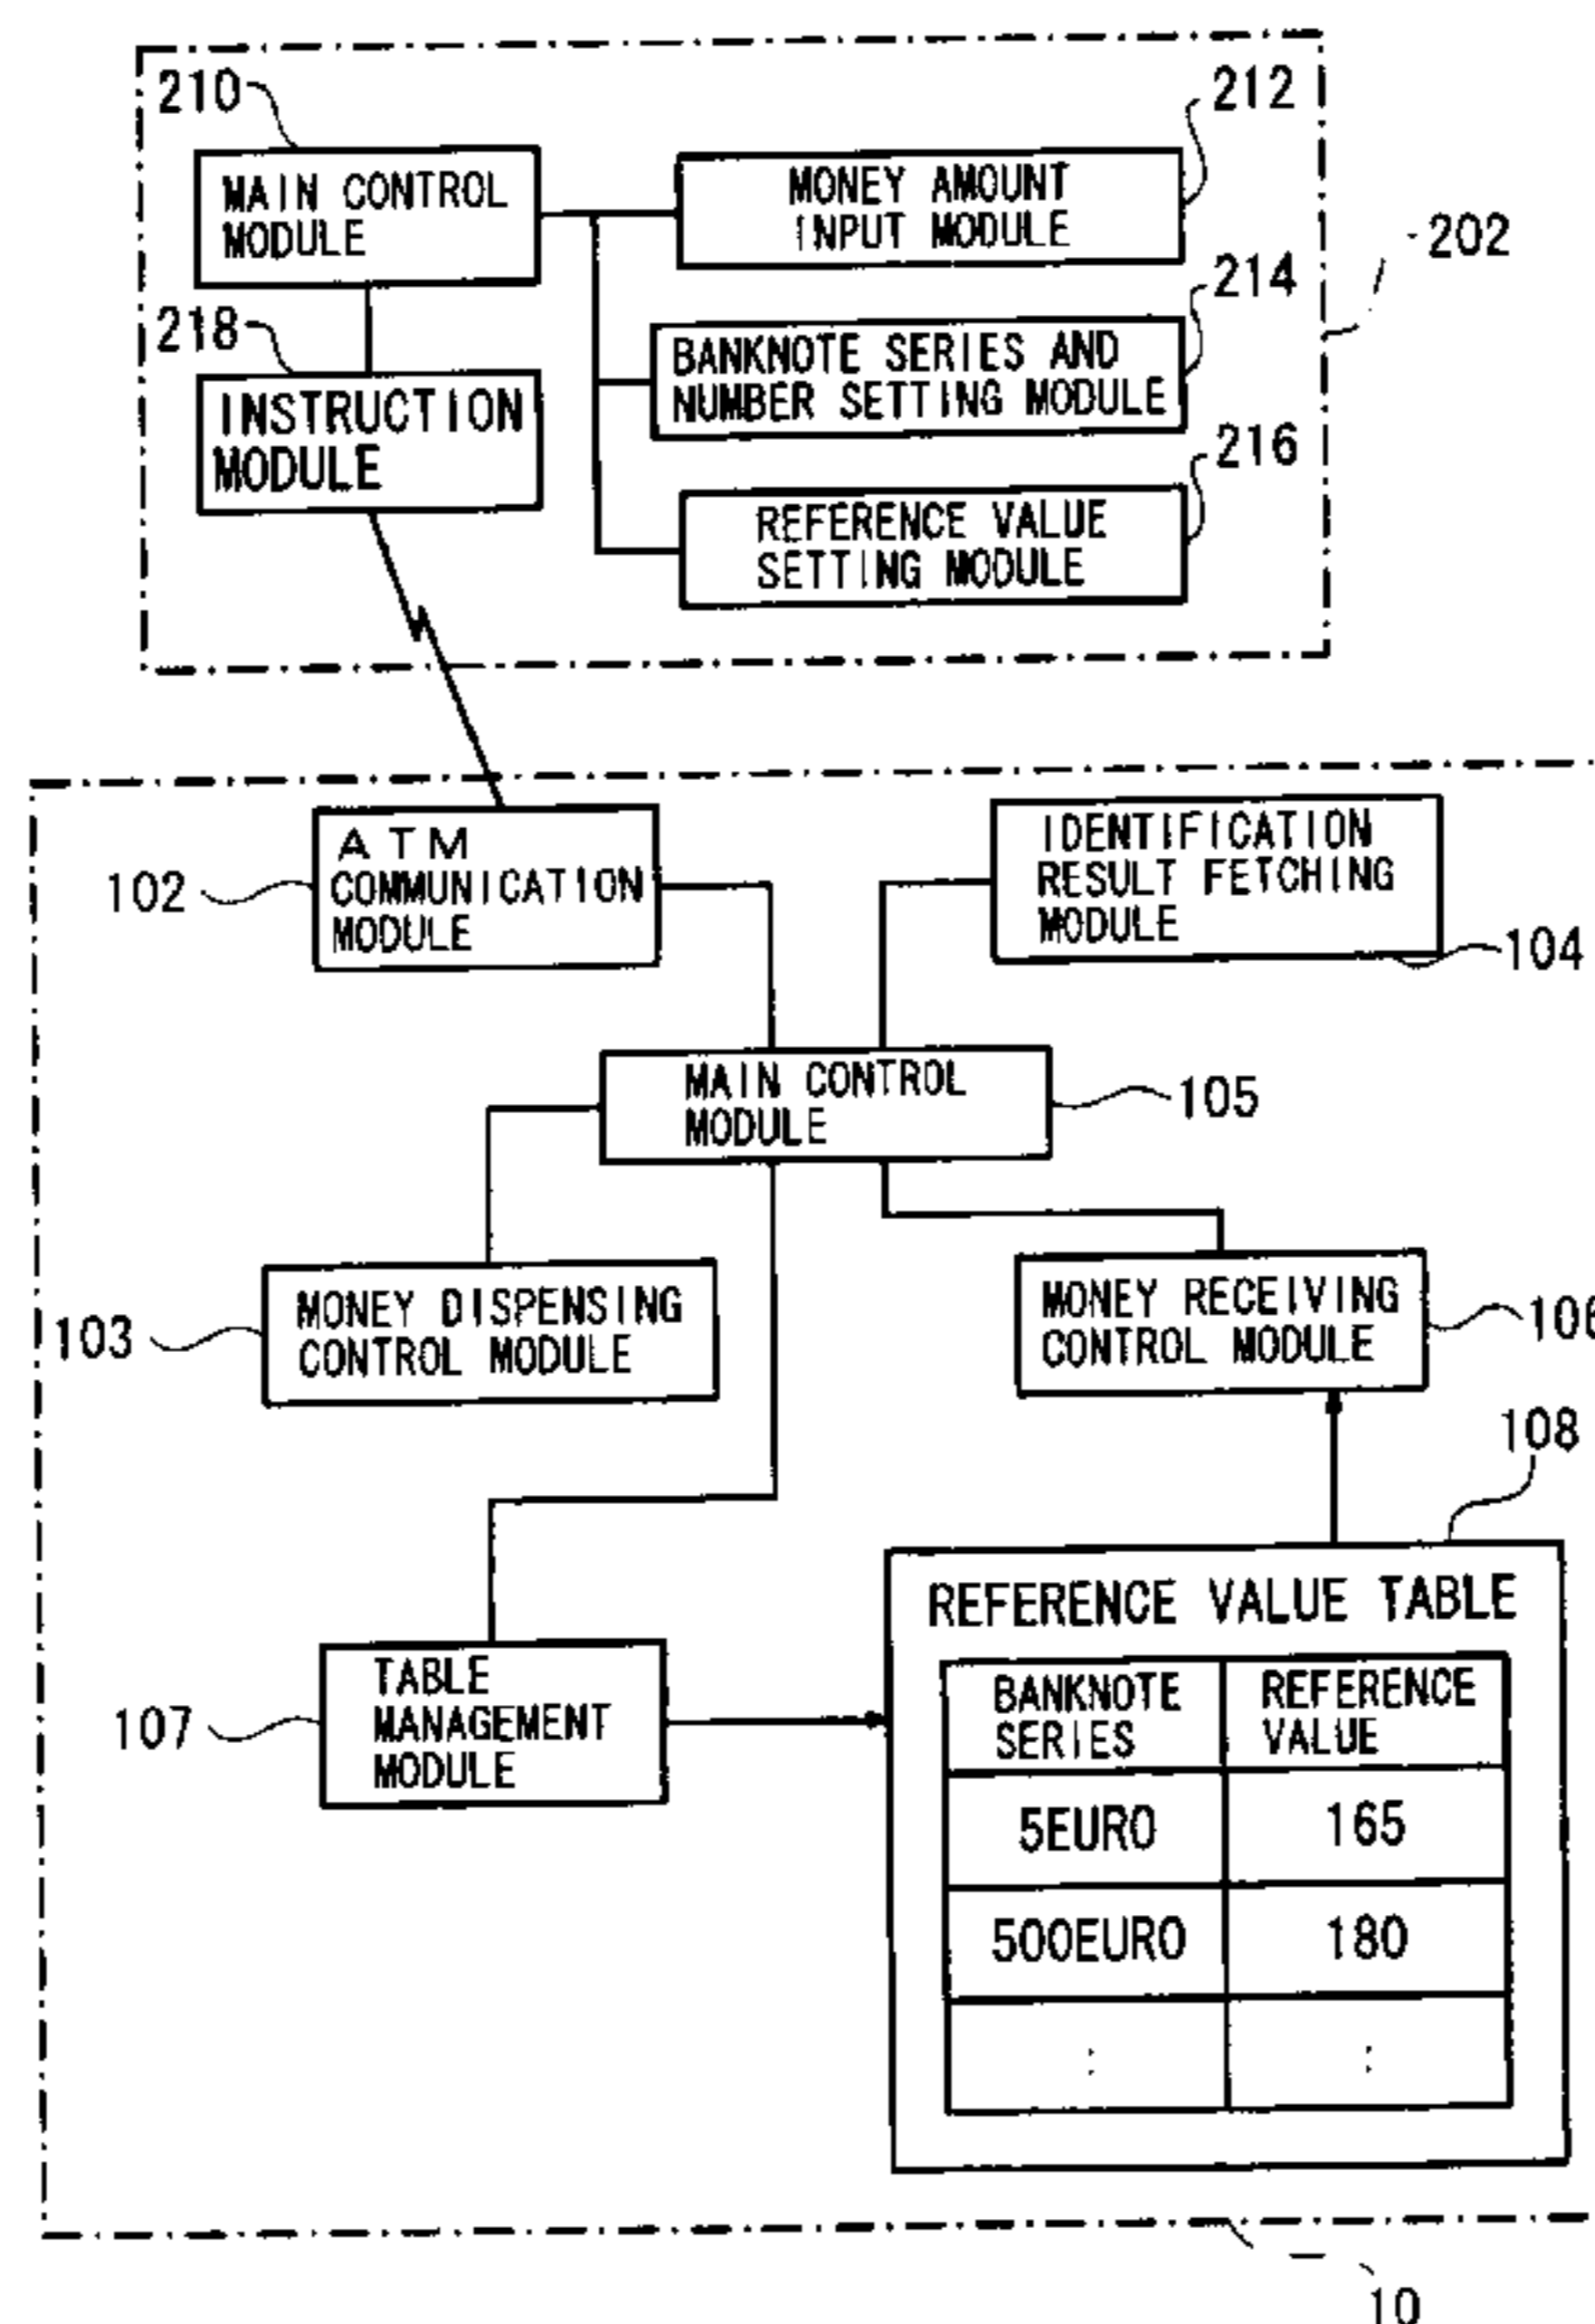 210
212
MAIN CONTROL
MODULE
MONEY AMOUNT
INPUT MODULE
202
214
218
BANKNOTE SERIES AND
NUMBER SETTING MODULE
INSTRUCTION
MODULE
216
REFERENCE VALUE
SETTING MODULE
ATM
COMMUNICATION
MODULE
102
IDENTIFICATION
RESULT FETCHING
MODULE
104
MAIN CONTROL
MODULE
105
MONEY DISPENSING
CONTROL MODULE
103
MONEY RECEIVING
CONTROL MODULE
106
108
REFERENCE VALUE TABLE
BANKNOTE
SERIES
REFERENCE
VALUE
TABLE
MANAGEMENT
MODULE
107
5EURO 165
500EURO 180
: :
10